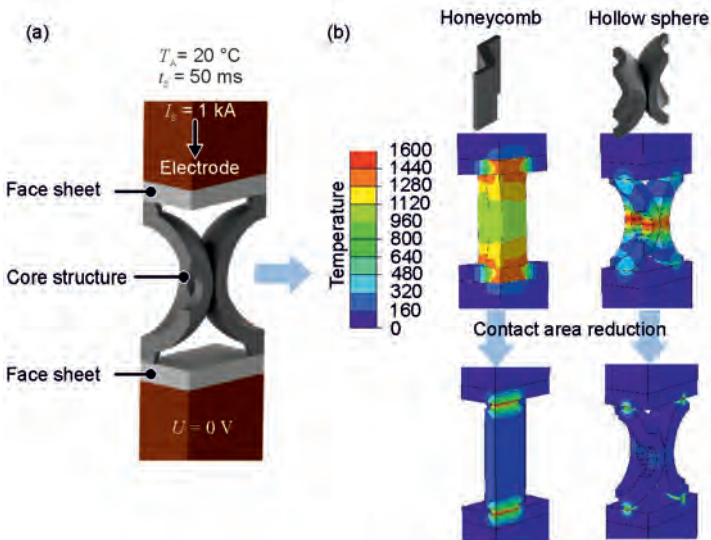 (a)
T_A = 20 °C
t_S = 50 ms
I_S = 1 kA
Electrode
Face sheet
Core structure
Face sheet
U = 0 V
(b)
Honeycomb
Hollow sphere
Temperature
1600
1440
1280
1120
960
800
640
480
320
160
0
Contact area reduction